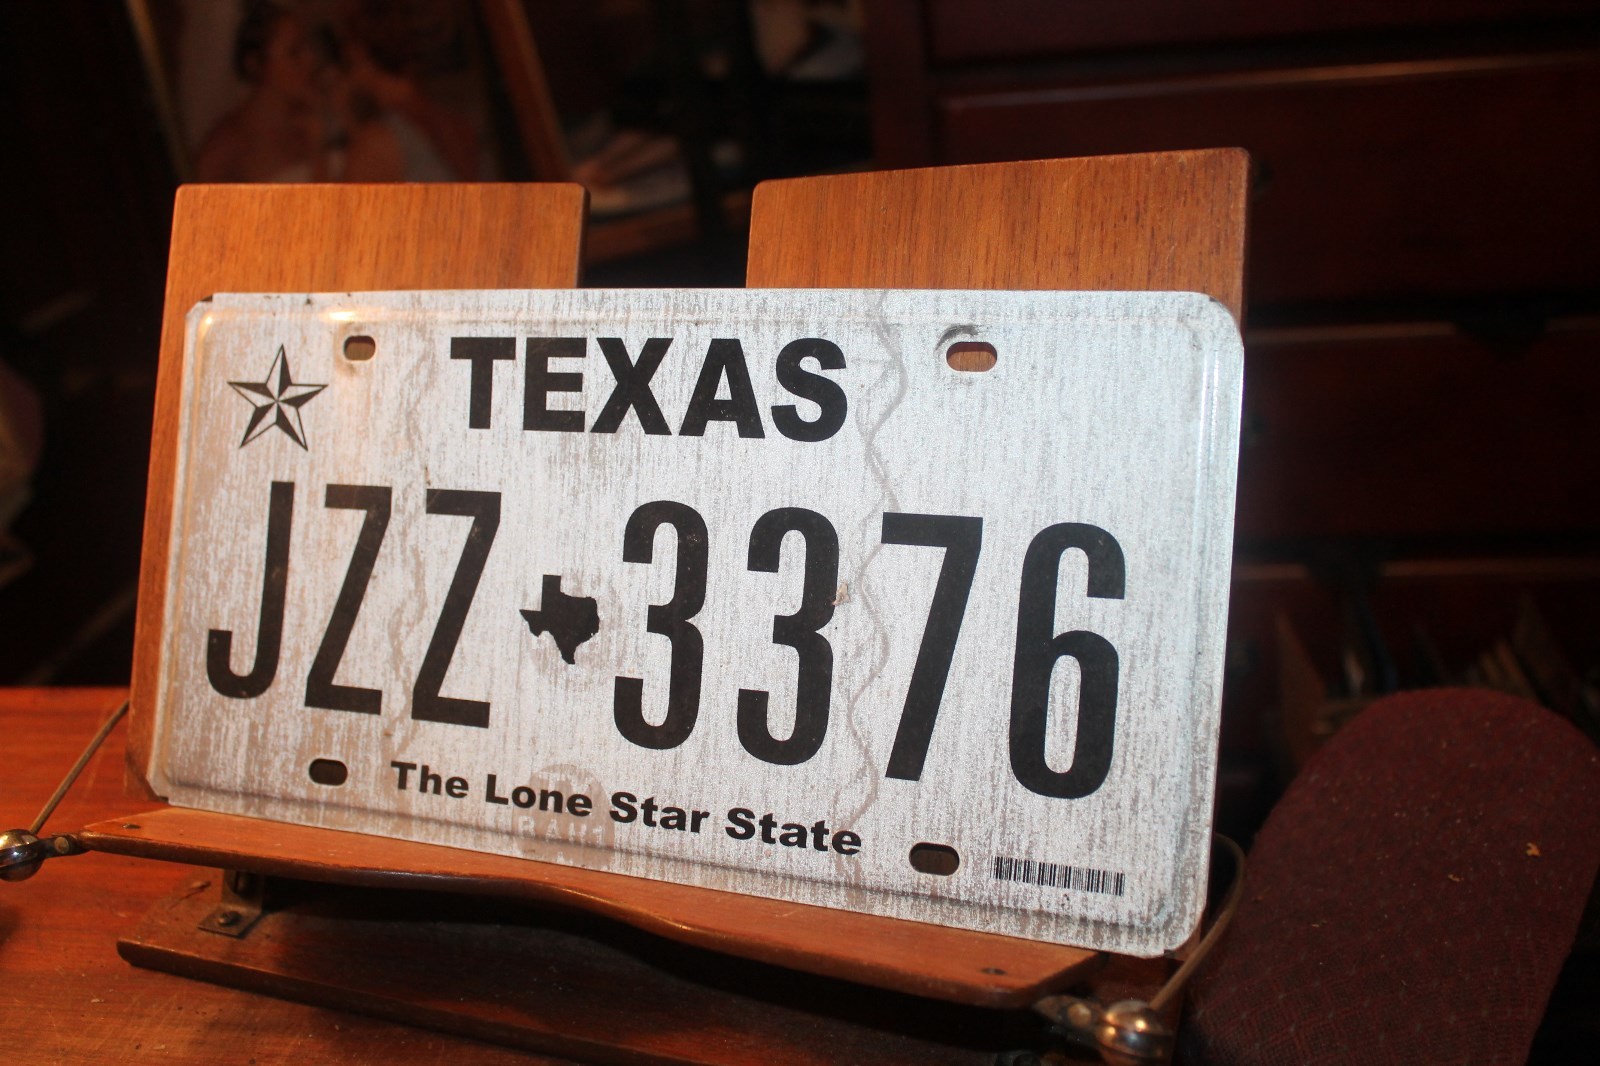 TEXAS
JZZ 3376
The Lone Star State